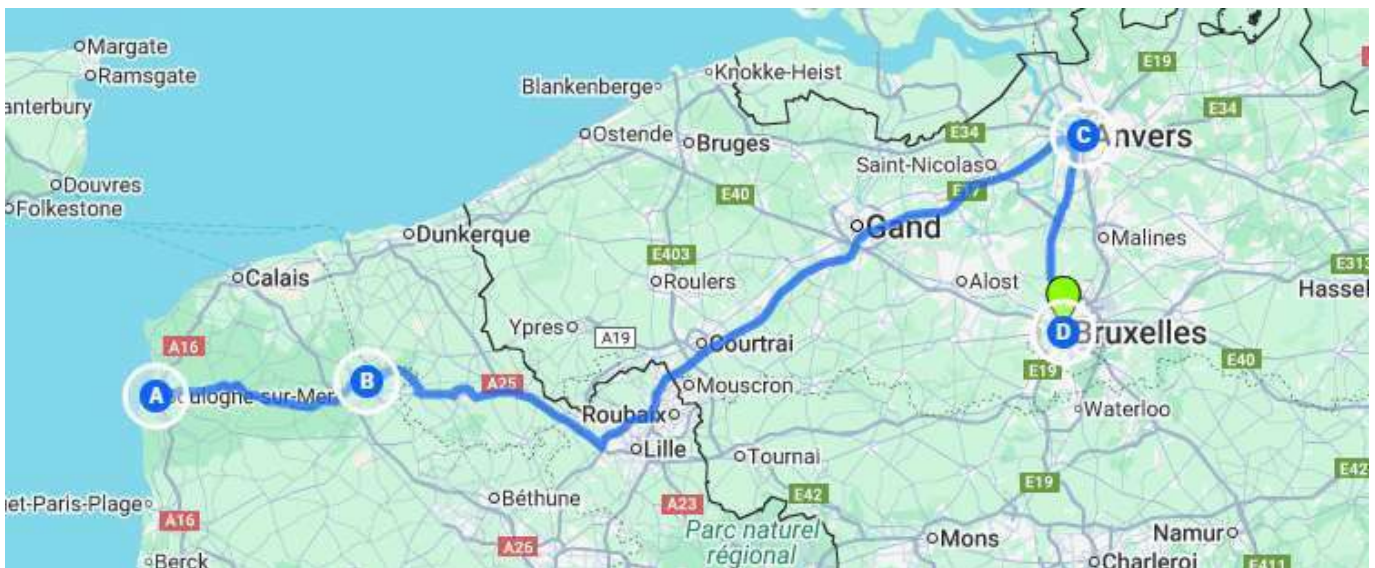 Margate
Ramsgate
anterbury
Knokke-Heist
Blankenberge
E19
E34
Ostende
Bruges
E34
C
Anvers
Saint-Nicolas
Douvres
E40
E17
Folkestone
Gand
Dunkerque
Malines
E403
Calais
Roulers
Alost
E313
Hassel
Ypres
A19
D
Bruxelles
A16
Courtrai
E40
E19
B
A25
Mouscron
A
oulogne-sur-Mer
Roubaix
Waterloo
Lille
Tournai
E42
Béthune
E42
E19
uet-Paris-Plage
A23
A16
Parc naturel
régional
Mons
Namur
A26
Berck
Charleroi
E411